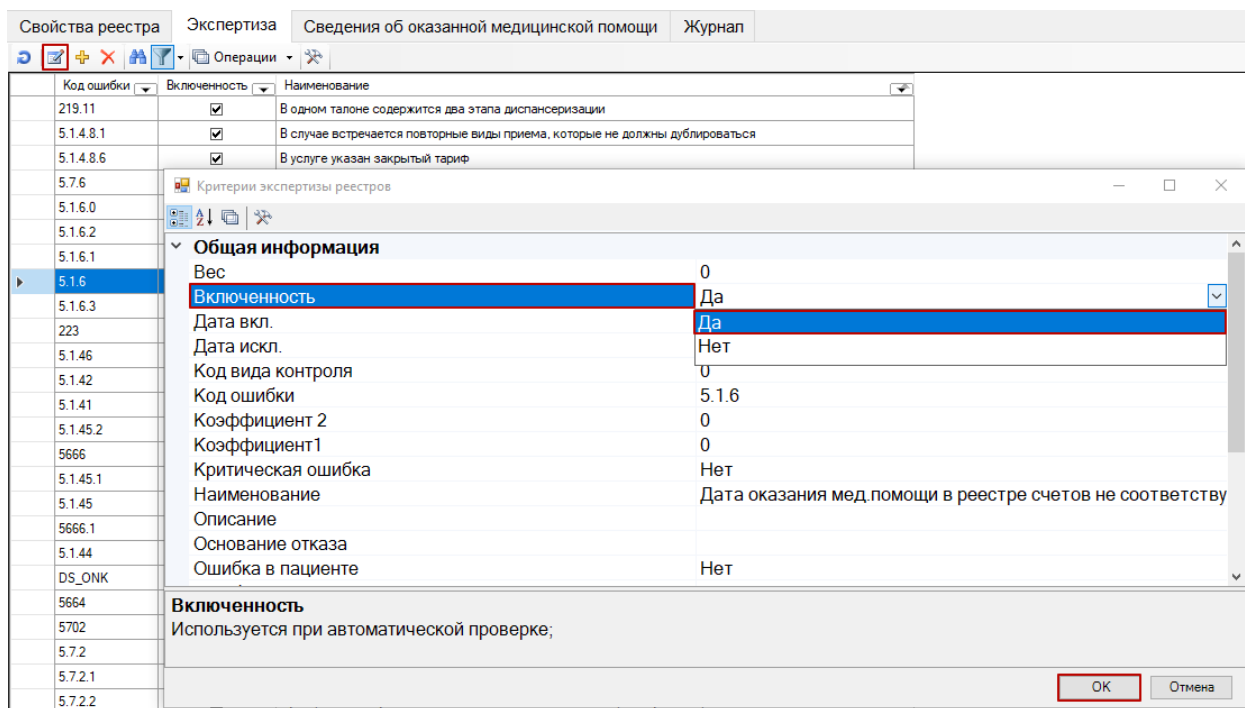 Свойства реестра Экспертиза Сведения об оказанной медицинской помощи Журнал
Операции
Код ошибки Включенность Наименование
219.11 В одном талоне содержится два этапа диспансеризации
5.1.4.8.1 В случае встречается повторные виды приема, которые не должны дублироваться
5.1.4.8.6 В услуге указан закрытый тариф
5.7.6
5.1.6.0
5.1.6.2
5.1.6.1
5.1.6
5.1.6.3
223
5.1.46
5.1.42
5.1.41
5.1.45.2
5666
5.1.45.1
5.1.45
5666.1
5.1.44
DS_ONK
5664
5702
5.7.2
5.7.2.1
5.7.2.2
Критерии экспертизы реестров
Общая информация
Вес 0
Включенность Да
Дата вкл. Да
Дата искл. Нет
Код вида контроля 0
Код ошибки 5.1.6
Коэффициент 2 0
Коэффициент1 0
Критическая ошибка Нет
Наименование Дата оказания мед.помощи в реестре счетов не соответству
Описание
Основание отказа
Ошибка в пациенте Нет
Включенность
Используется при автоматической проверке;
OK Отмена